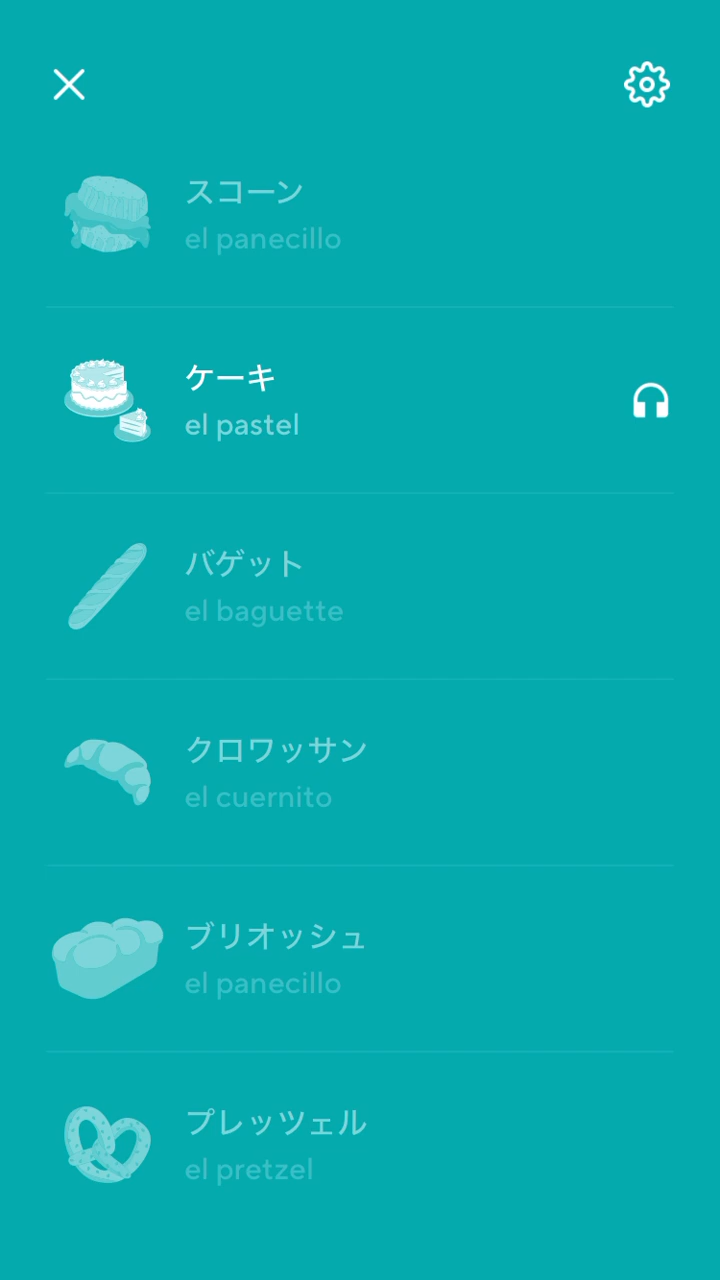 スコーン
el panecillo
ケーキ
el pastel
バゲット
el baguette
クロワッサン
el cuernito
ブリオッシュ
el panecillo
プレッツェル
el pretzel